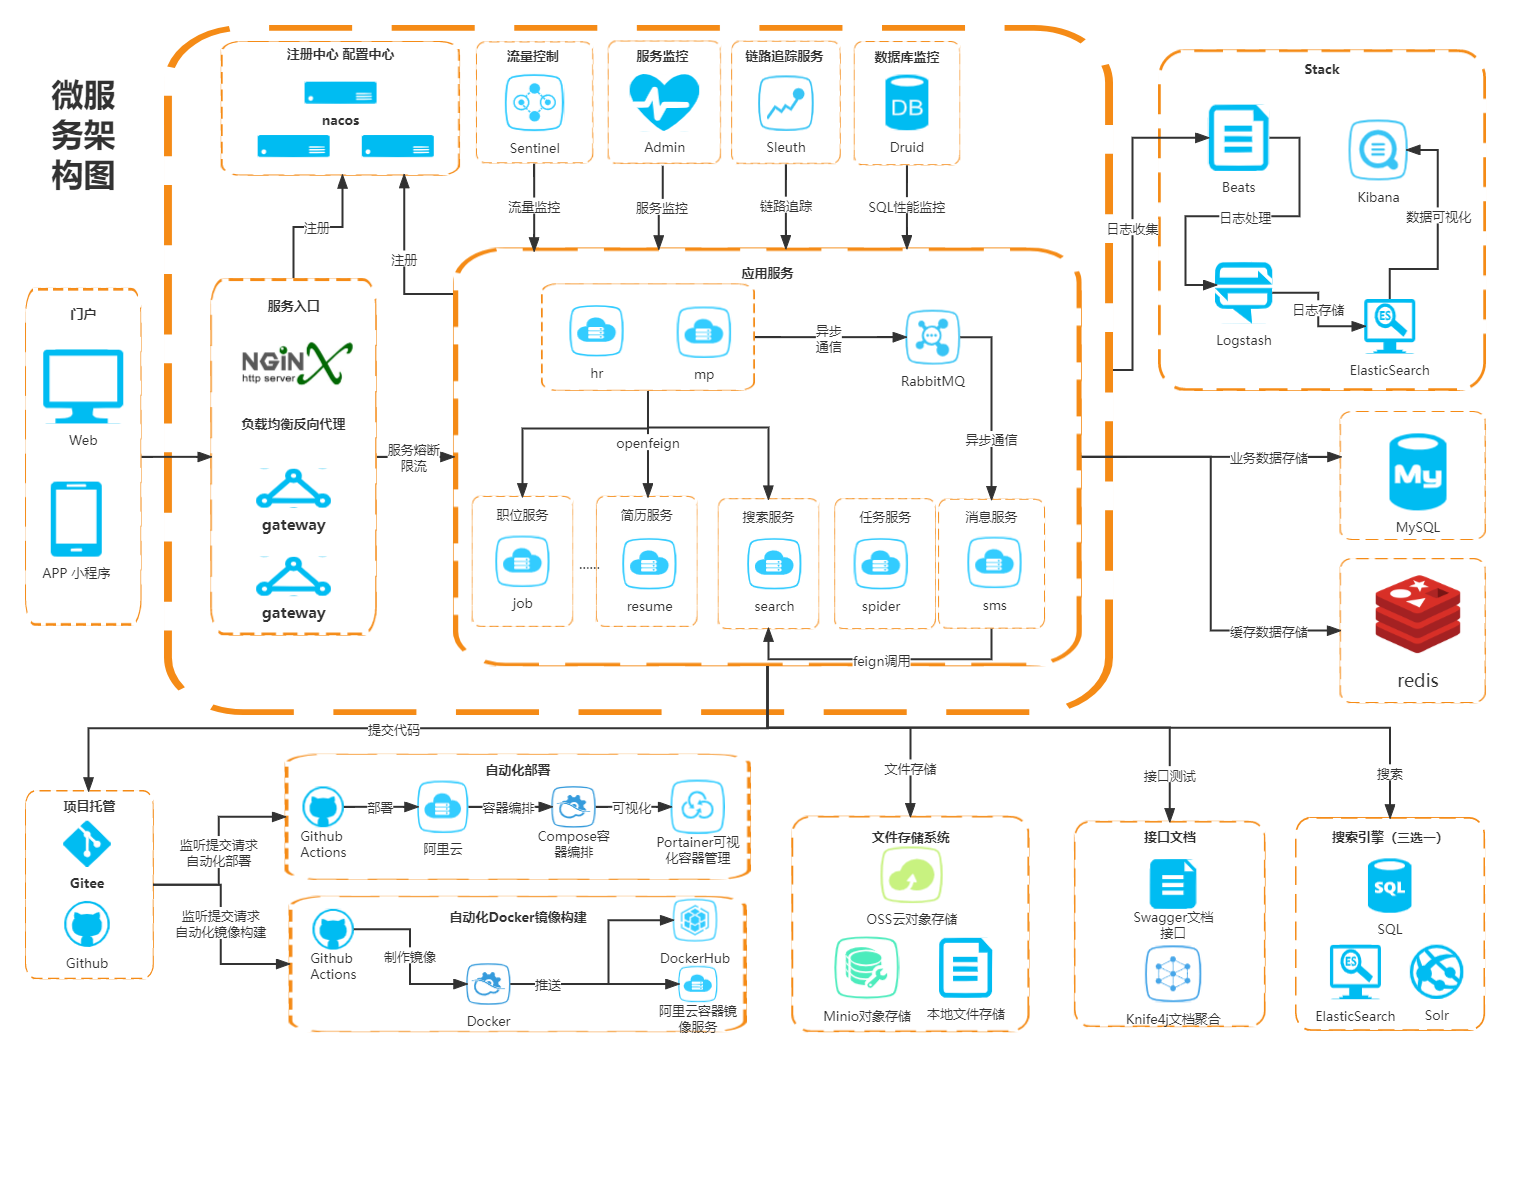 微服
务架
构图
注册中心 配置中心
nacos
流量控制
Sentinel
服务监控
Admin
链路追踪服务
Sleuth
数据库监控
DB
Druid
流量监控
服务监控
链路追踪
SQL性能监控
注册
注册
日志收集
Stack
Beats
Kibana
日志处理
数据可视化
Logstash
日志存储
ES
ElasticSearch
门户
Web
APP 小程序
服务入口
NGiNX
http server
负载均衡反向代理
gateway
gateway
服务熔断
限流
应用服务
hr
mp
异步
通信
RabbitMQ
openfeign
异步通信
职位服务
job
......
简历服务
resume
搜索服务
search
任务服务
spider
消息服务
sms
feign调用
业务数据存储
My
MySQL
缓存数据存储
redis
提交代码
文件存储
接口测试
搜索
项目托管
Gitee
Github
监听提交请求
自动化部署
监听提交请求
自动化镜像构建
自动化部署
Github
Actions
部署
阿里云
容器编排
Compose容
器编排
可视化
Portainer可视
化容器管理
自动化Docker镜像构建
Github
Actions
制作镜像
Docker
推送
DockerHub
阿里云容器镜
像服务
文件存储系统
OSS云对象存储
Minio对象存储
本地文件存储
接口文档
Swagger文档
接口
Knife4j文档聚合
搜索引擎（三选一）
SQL
SQL
ES
ElasticSearch
Solr